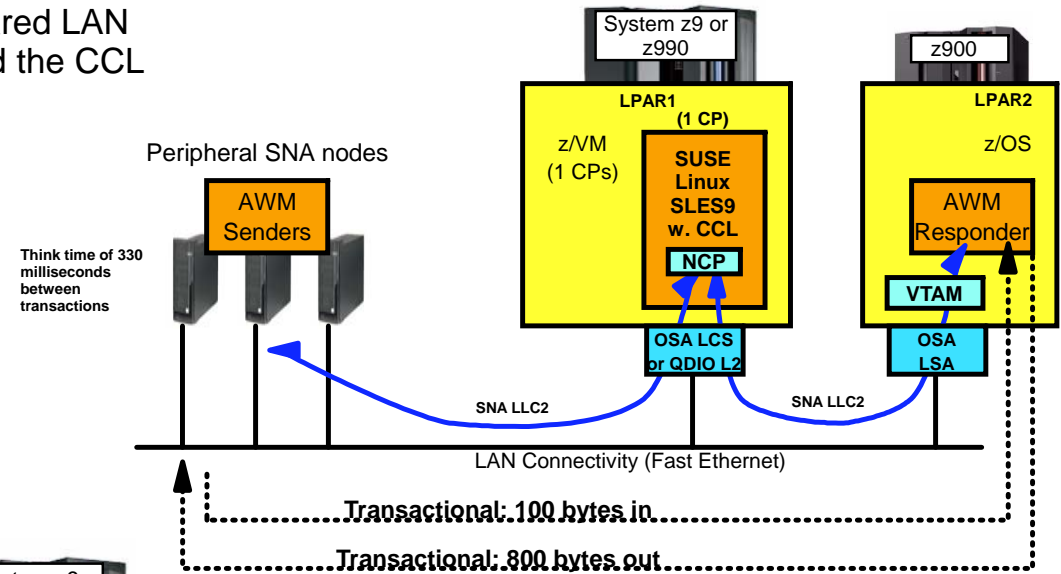 red LAN
the CCL
System z9 or
z990
z900
LPAR1
(1 CP)
LPAR2
z/VM
(1 CPs)
z/OS
Peripheral SNA nodes
SUSE
Linux
SLES9
w. CCL
NCP
AWM
Senders
AWM
Responder
Think time of 330
milliseconds
between
transactions
VTAM
OSA LCS
or QDIO L2
OSA
LSA
SNA LLC2
SNA LLC2
LAN Connectivity (Fast Ethernet)
Transactional: 100 bytes in
Transactional: 800 bytes out